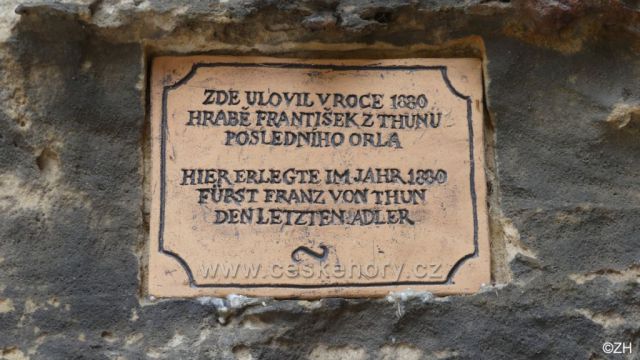 ZDE ULOVIL V ROCE 1880
HRABĚ FRANTIŠEK Z THUNU
POSLEDNÍHO ORLA
HIER ERLEGTE IM JAHR 1880
FÜRST FRANZ VON THUN
DEN LETZTEN ADLER
www.ceskehory.cz
©ZH